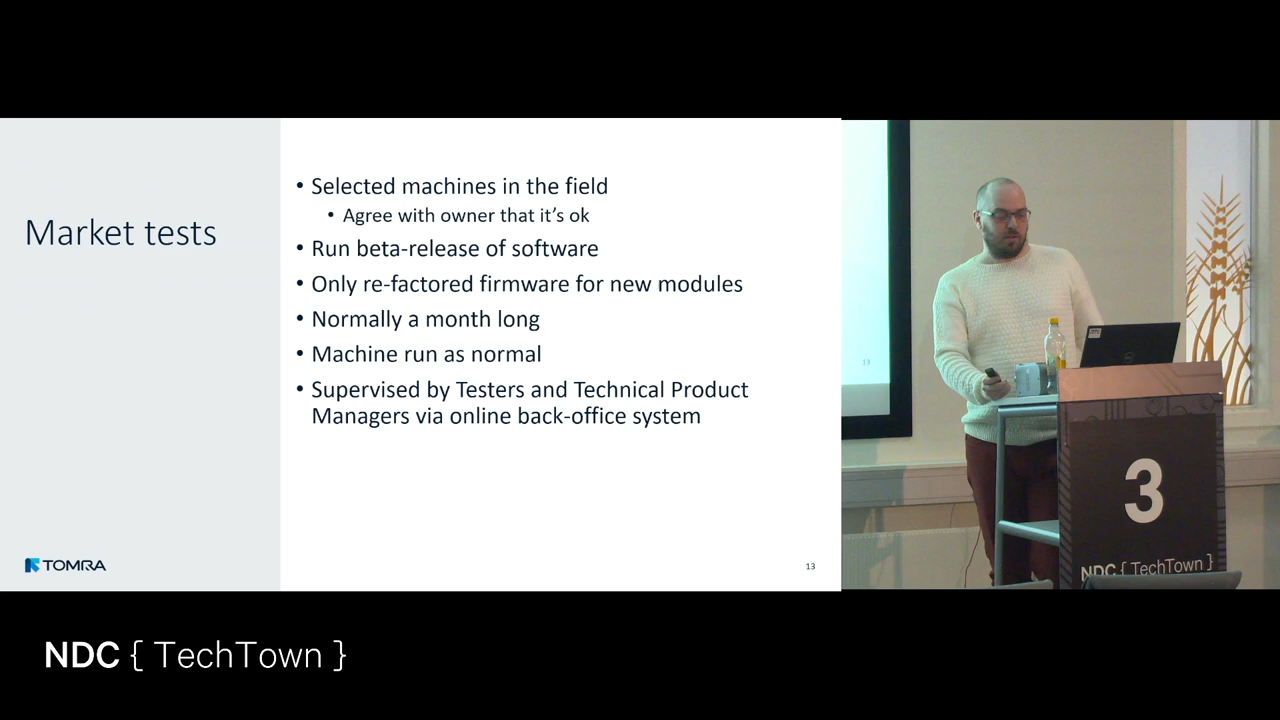 Market tests
• Selected machines in the field
• Agree with owner that it's ok
• Run beta-release of software
• Only re-factored firmware for new modules
• Normally a month long
• Machine run as normal
• Supervised by Testers and Technical Product
Managers via online back-office system
TOMRA
13
13
3
NDC { TechTown }
NDC { TechTown }